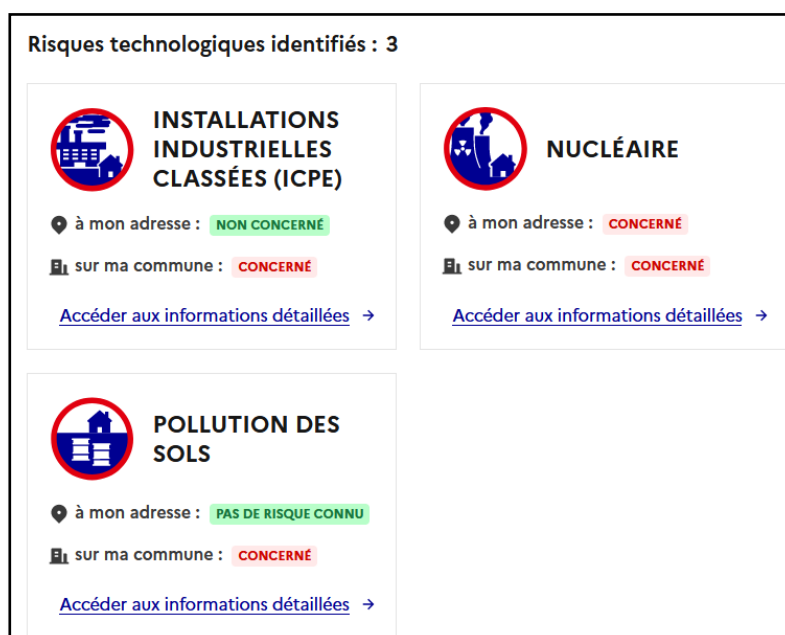 Risques technologiques identifiés : 3
INSTALLATIONS
INDUSTRIELLES
CLASSÉES (ICPE)
à mon adresse : NON CONCERNÉ
sur ma commune : CONCERNÉ
Accéder aux informations détaillées →
NUCLÉAIRE
à mon adresse : CONCERNÉ
sur ma commune : CONCERNÉ
Accéder aux informations détaillées →
POLLUTION DES
SOLS
à mon adresse : PAS DE RISQUE CONNU
sur ma commune : CONCERNÉ
Accéder aux informations détaillées →